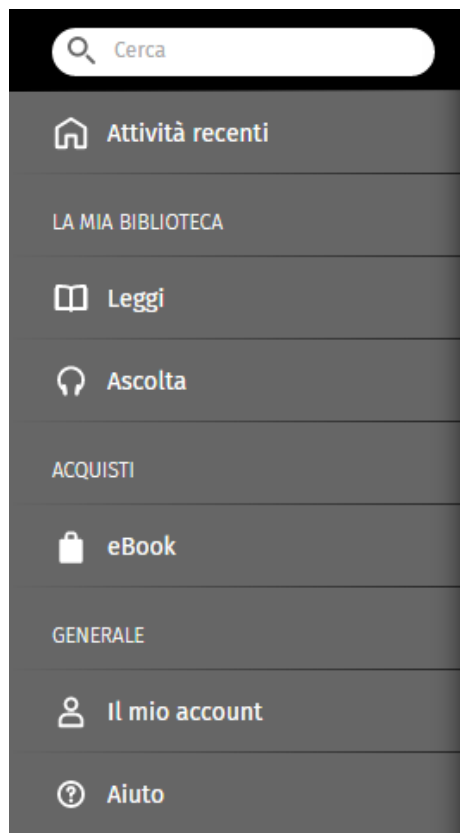 Cerca
Attività recenti
LA MIA BIBLIOTECA
Leggi
Ascolta
ACQUISTI
eBook
GENERALE
Il mio account
Aiuto